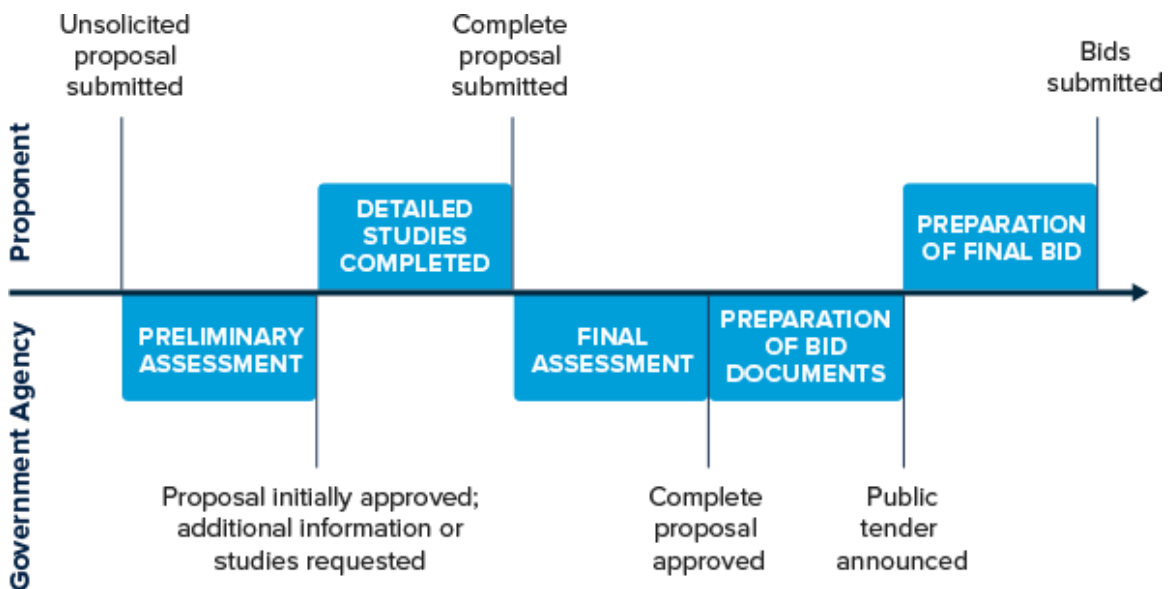 Unsolicited
proposal
submitted
Complete
proposal
submitted
Bids
submitted
Proponent
DETAILED
STUDIES
COMPLETED
PREPARATION
OF FINAL BID
Government Agency
PRELIMINARY
ASSESSMENT
FINAL
ASSESSMENT
PREPARATION
OF BID
DOCUMENTS
Proposal initially approved;
additional information or
studies requested
Complete
proposal
approved
Public
tender
announced